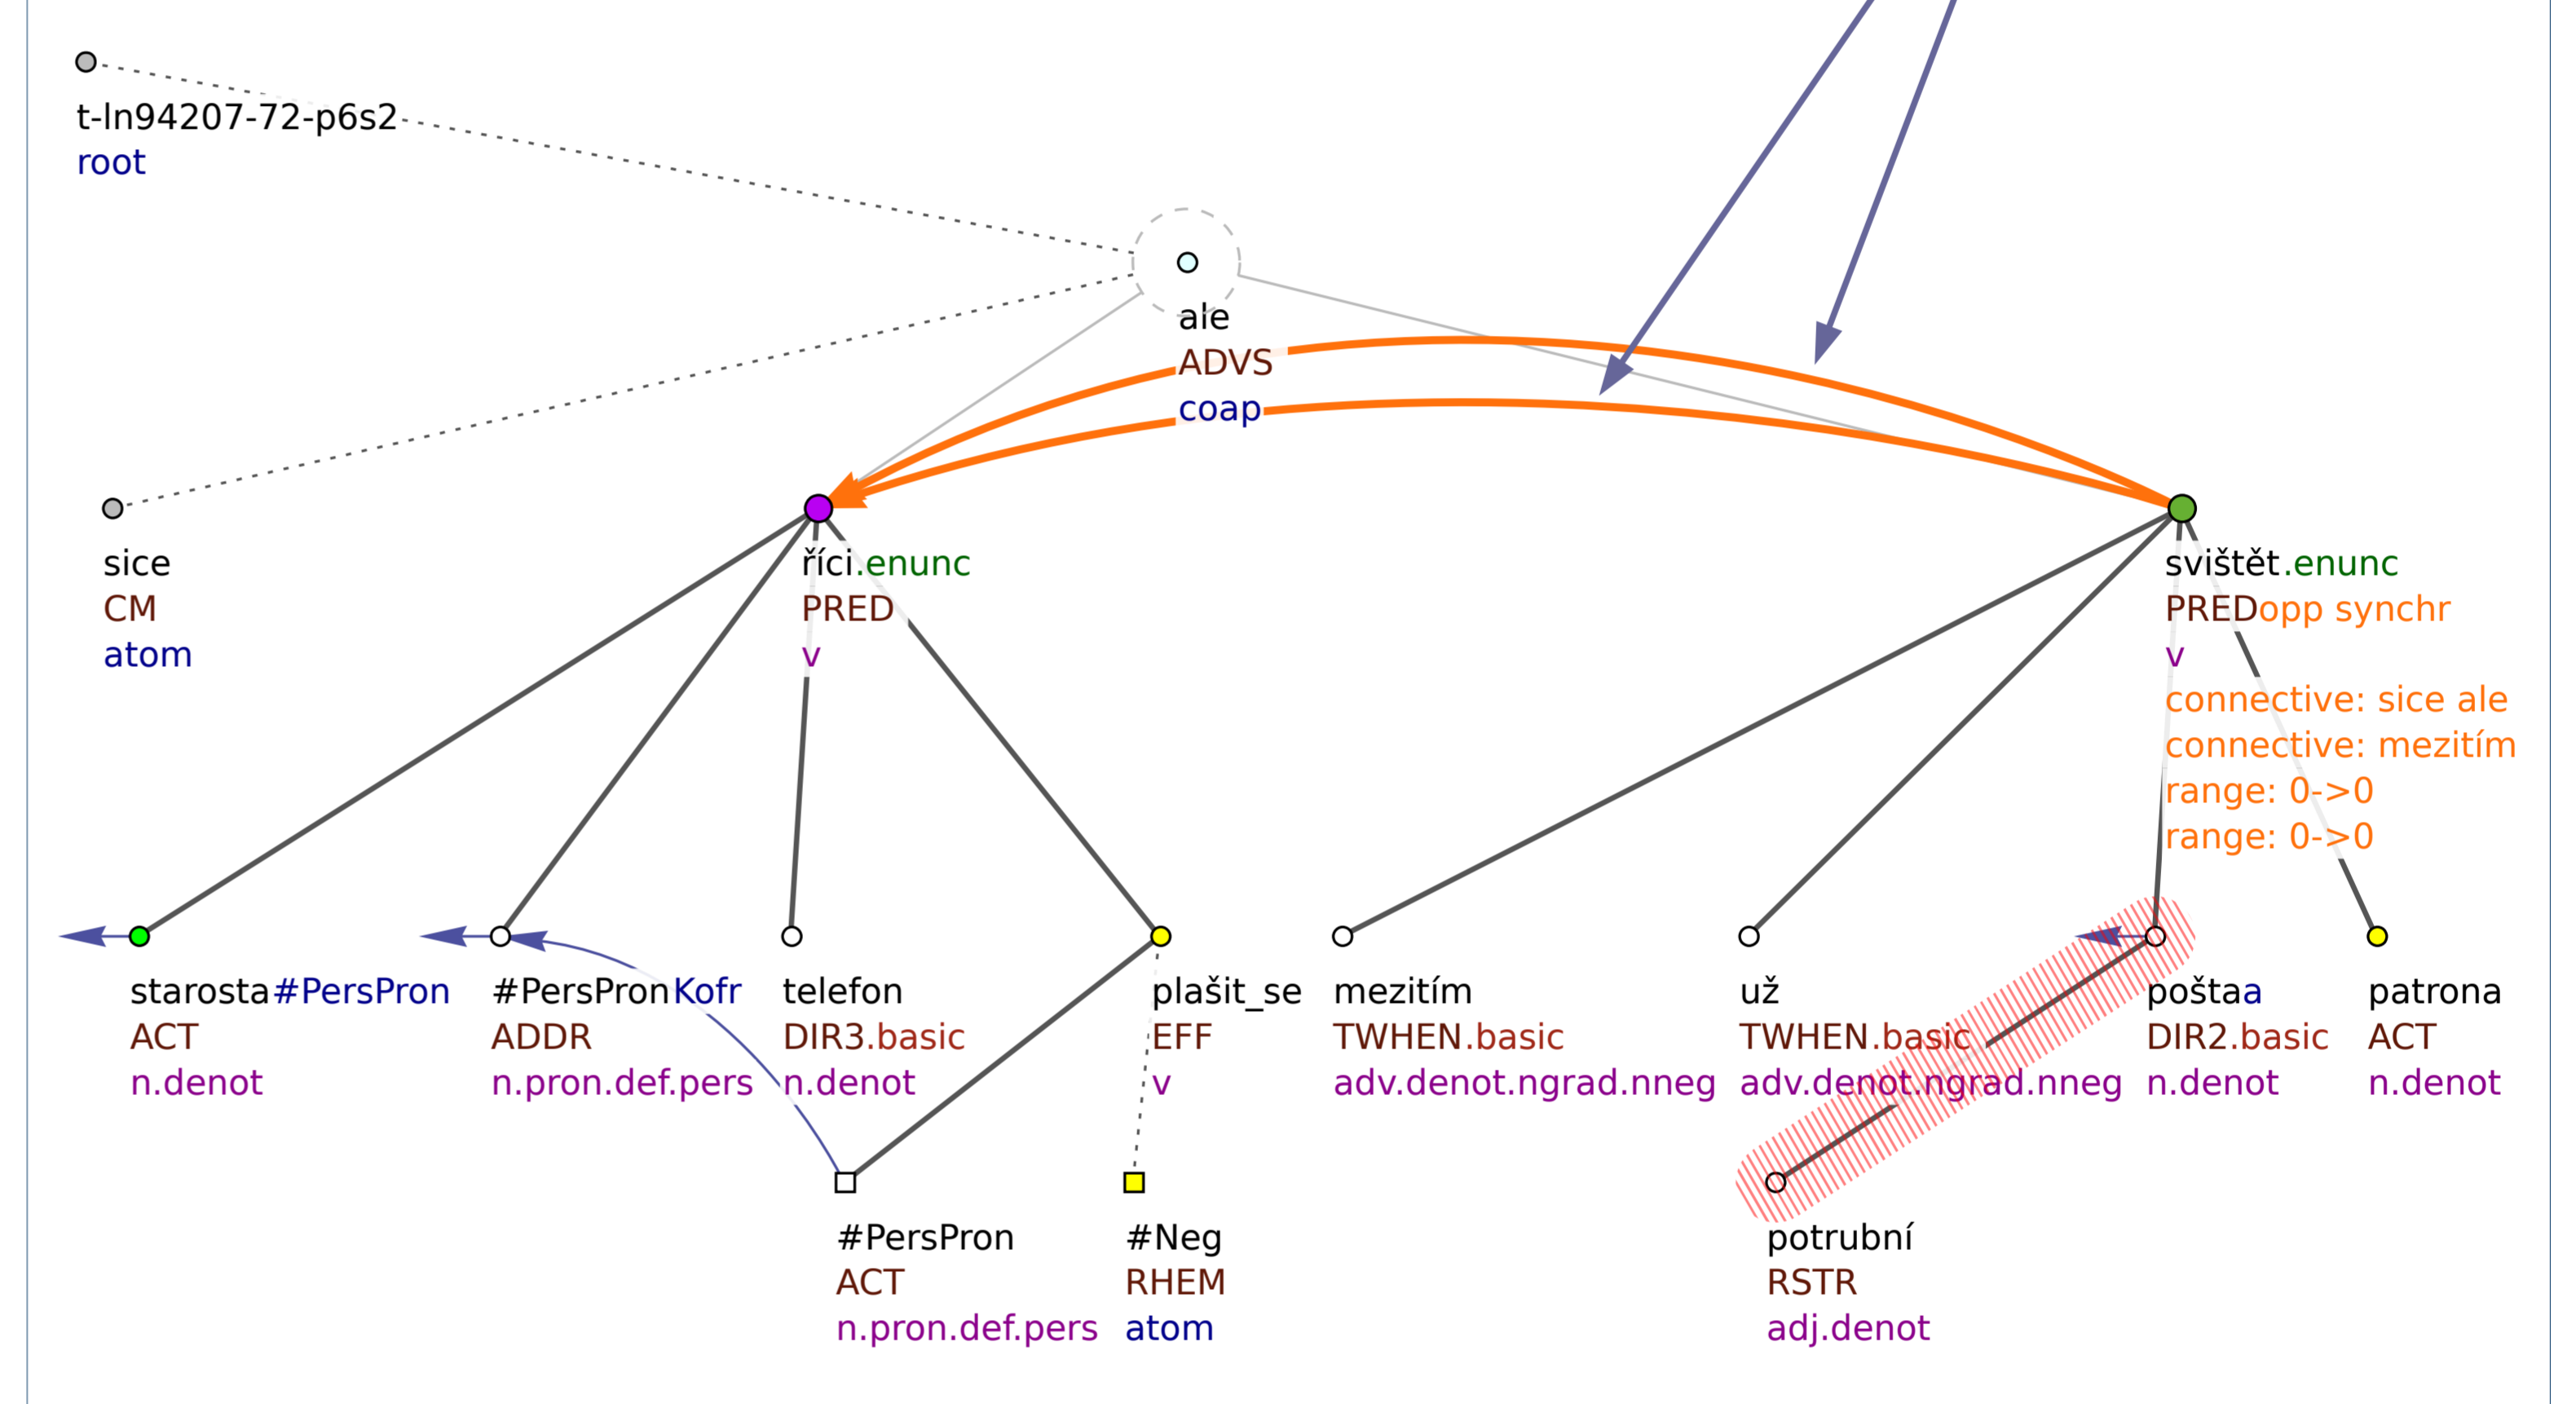 t-ln94207-72-p6s2
root
ale
ADVS
coap
sice
CM
atom
říci.enunc
PRED
v
svištět.enunc
PREDopp synchr
v
connective: sice ale
connective: mezitím
range: 0->0
range: 0->0
starosta#PersPron
ACT
n.denot
#PersPronKofr
ADDR
n.pron.def.pers
telefon
DIR3.basic
n.denot
plašit_se
EFF
v
mezitím
TWHEN.basic
adv.denot.ngrad.nneg
už
TWHEN.basic
adv.denot.ngrad.nneg
poštaa
DIR2.basic
n.denot
patrona
ACT
n.denot
#PersPron
ACT
n.pron.def.pers
#Neg
RHEM
atom
potrubní
RSTR
adj.denot